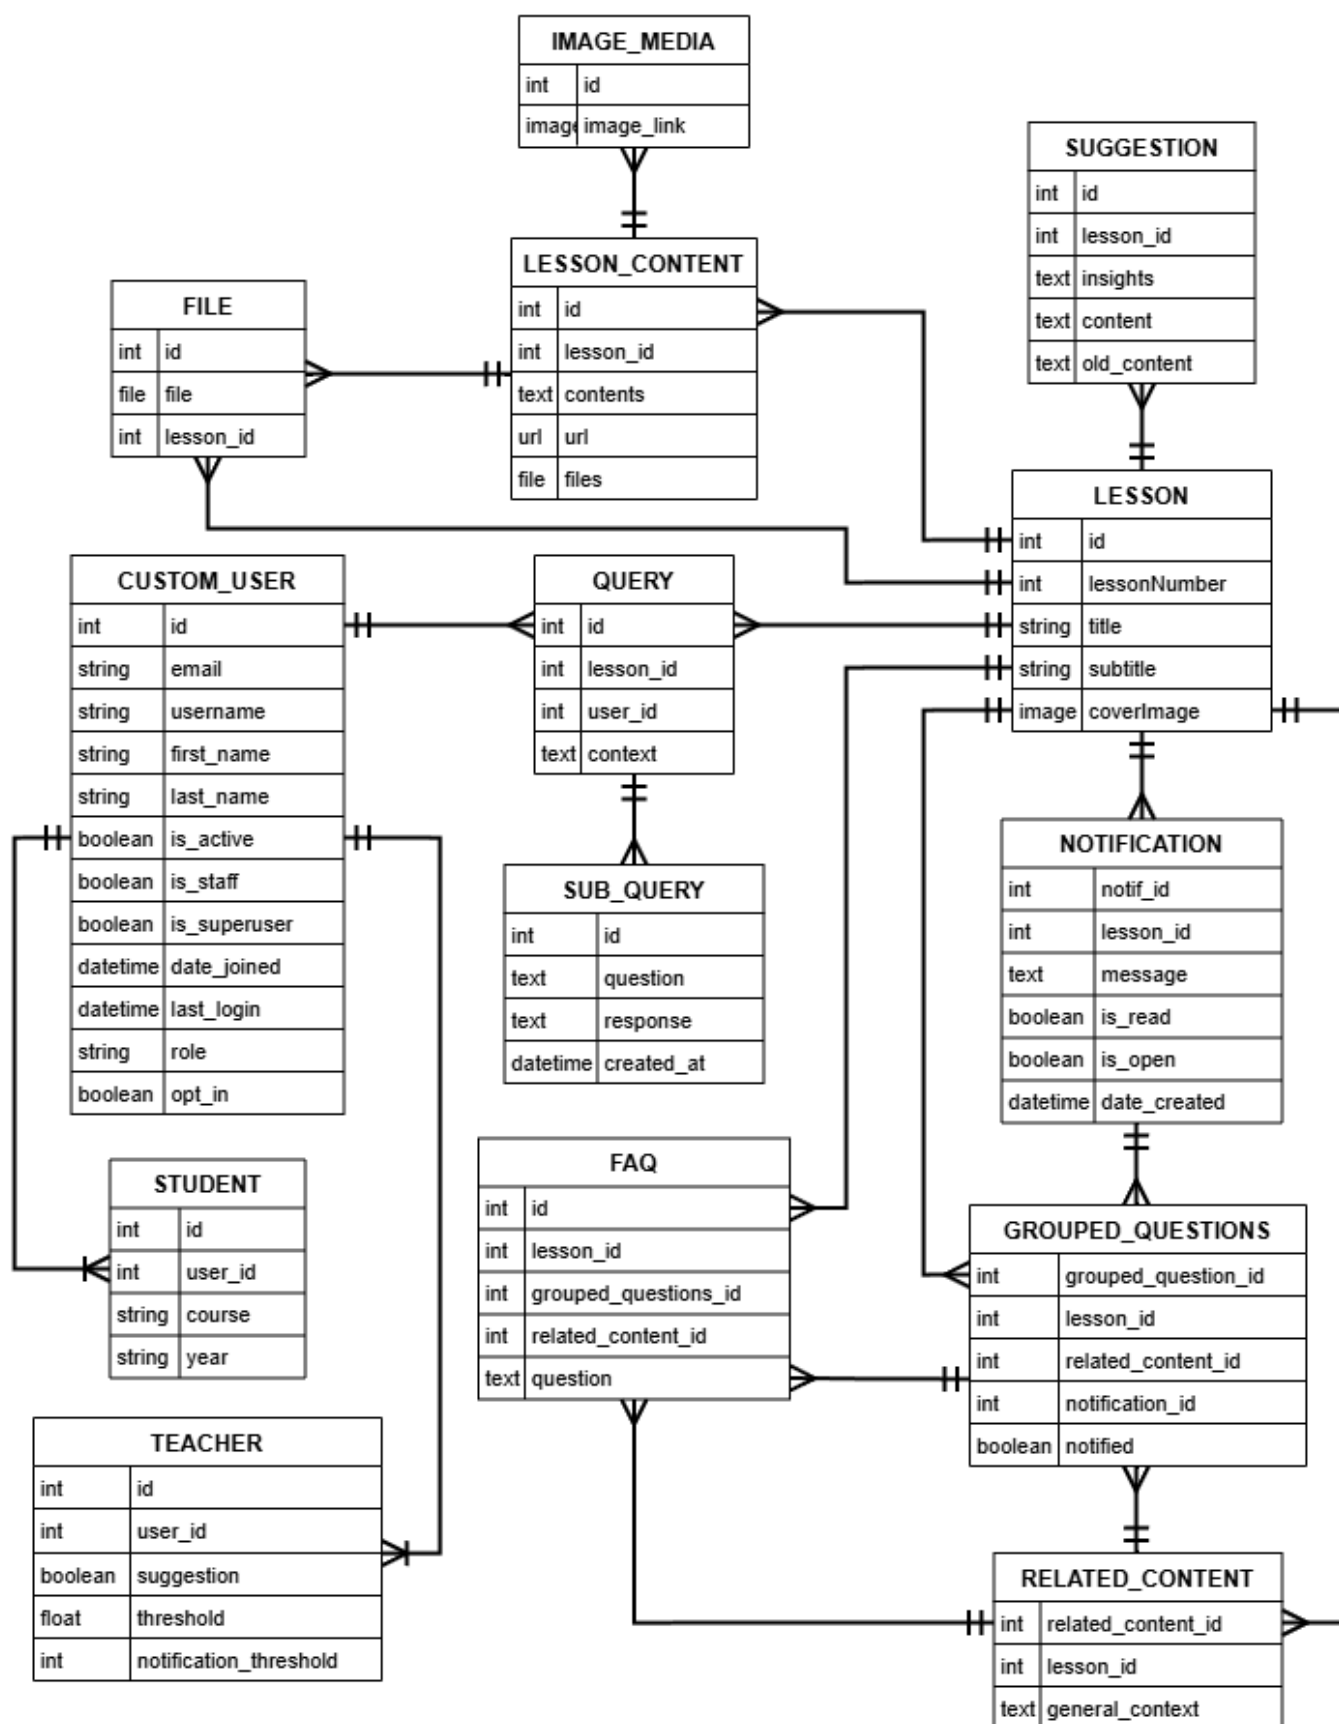 IMAGE_MEDIA
int id
image image_link
SUGGESTION
int id
int lesson_id
text insights
text content
text old_content
LESSON_CONTENT
int id
int lesson_id
text contents
url url
file files
FILE
int id
file file
int lesson_id
LESSON
int id
int lessonNumber
string title
string subtitle
image coverImage
CUSTOM_USER
int id
string email
string username
string first_name
string last_name
boolean is_active
boolean is_staff
boolean is_superuser
datetime date_joined
datetime last_login
string role
boolean opt_in
QUERY
int id
int lesson_id
int user_id
text context
SUB_QUERY
int id
text question
text response
datetime created_at
NOTIFICATION
int notif_id
int lesson_id
text message
boolean is_read
boolean is_open
datetime date_created
STUDENT
int id
int user_id
string course
string year
FAQ
int id
int lesson_id
int grouped_questions_id
int related_content_id
text question
GROUPED_QUESTIONS
int grouped_question_id
int lesson_id
int related_content_id
int notification_id
boolean notified
TEACHER
int id
int user_id
boolean suggestion
float threshold
int notification_threshold
RELATED_CONTENT
int related_content_id
int lesson_id
text general_context